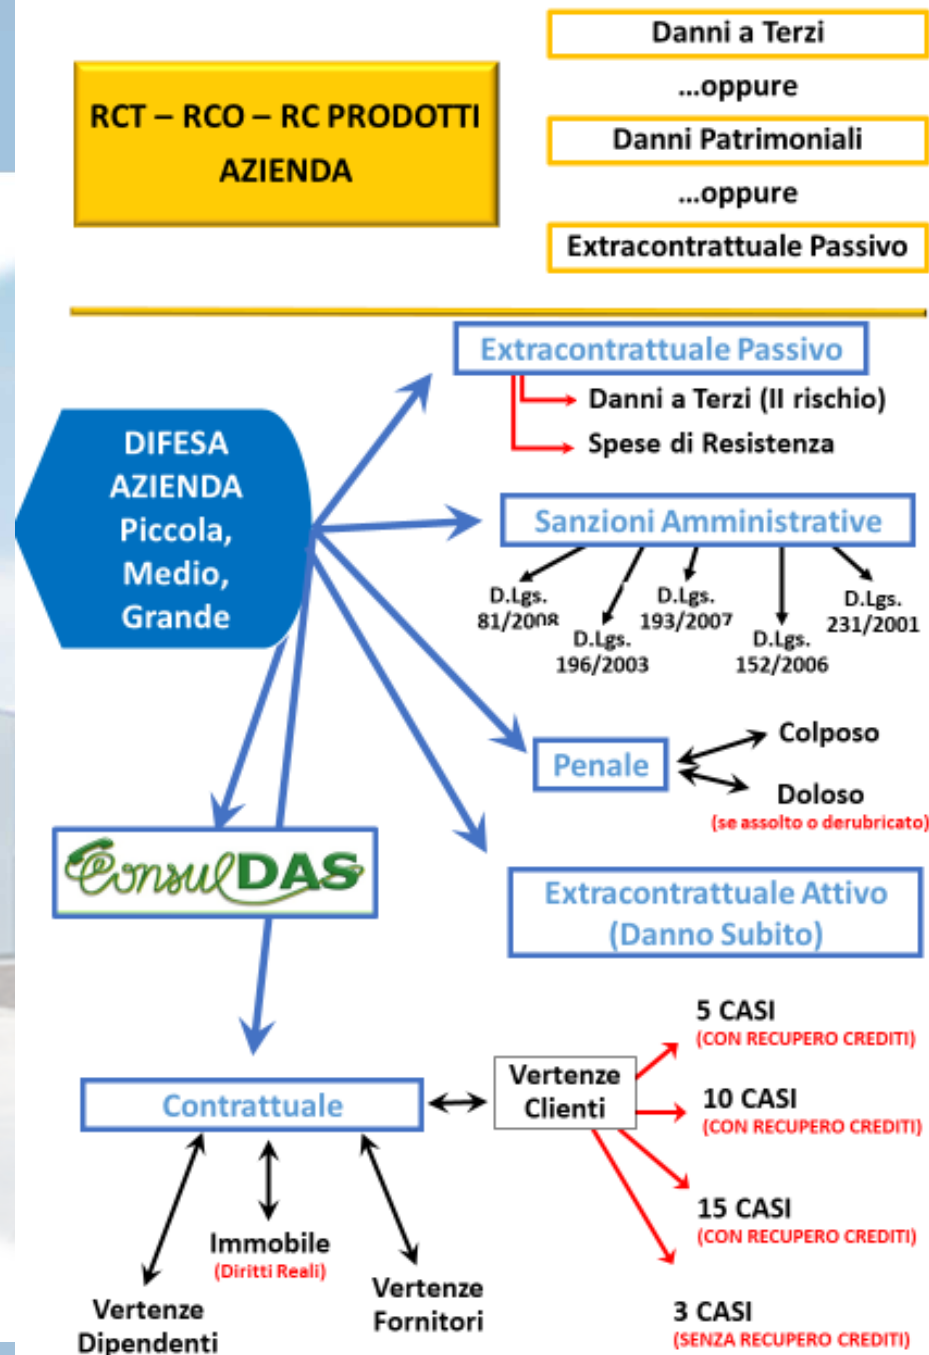 RCT – RCO – RC PRODOTTI
AZIENDA
Danni a Terzi
...oppure
Danni Patrimoniali
...oppure
Extracontrattuale Passivo
Extracontrattuale Passivo
Danni a Terzi (II rischio)
Spese di Resistenza
DIFESA
AZIENDA
Piccola,
Medio,
Grande
Sanzioni Amministrative
D.Lgs.
81/2008
D.Lgs.
196/2003
D.Lgs.
193/2007
D.Lgs.
152/2006
D.Lgs.
231/2001
Penale
Colposo
Doloso
(se assolto o derubricato)
ConsulDAS
Extracontrattuale Attivo
(Danno Subito)
Contrattuale
Vertenze
Clienti
5 CASI
(CON RECUPERO CREDITI)
10 CASI
(CON RECUPERO CREDITI)
15 CASI
(CON RECUPERO CREDITI)
3 CASI
(SENZA RECUPERO CREDITI)
Immobile
(Diritti Reali)
Vertenze
Dipendenti
Vertenze
Fornitori